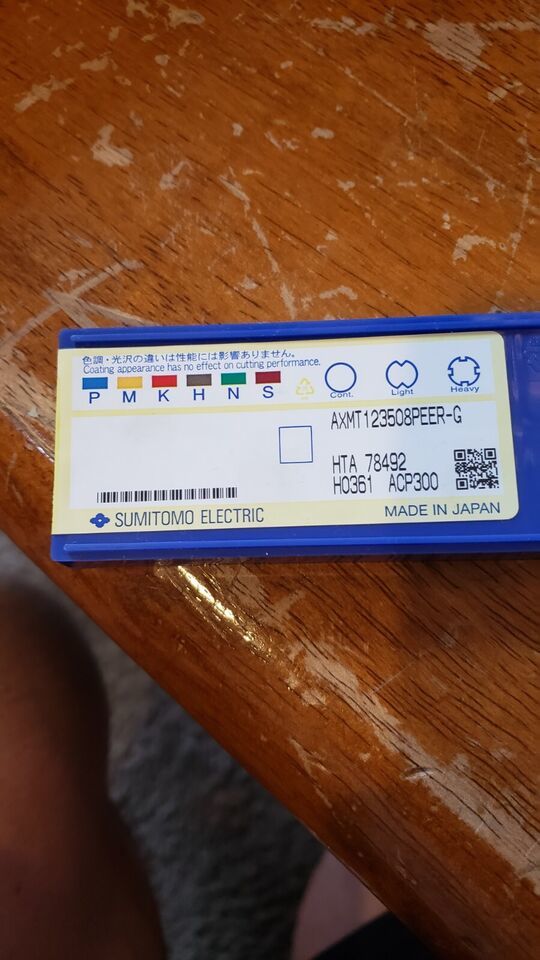 色調・光沢の違いは性能には影響ありません。
Coating appearance has no effect on cutting performance.
P M K H N S
Cont. Light Heavy
AXMT123508PEER-G
HTA 78492
H0361 ACP300
SUMITOMO ELECTRIC
MADE IN JAPAN